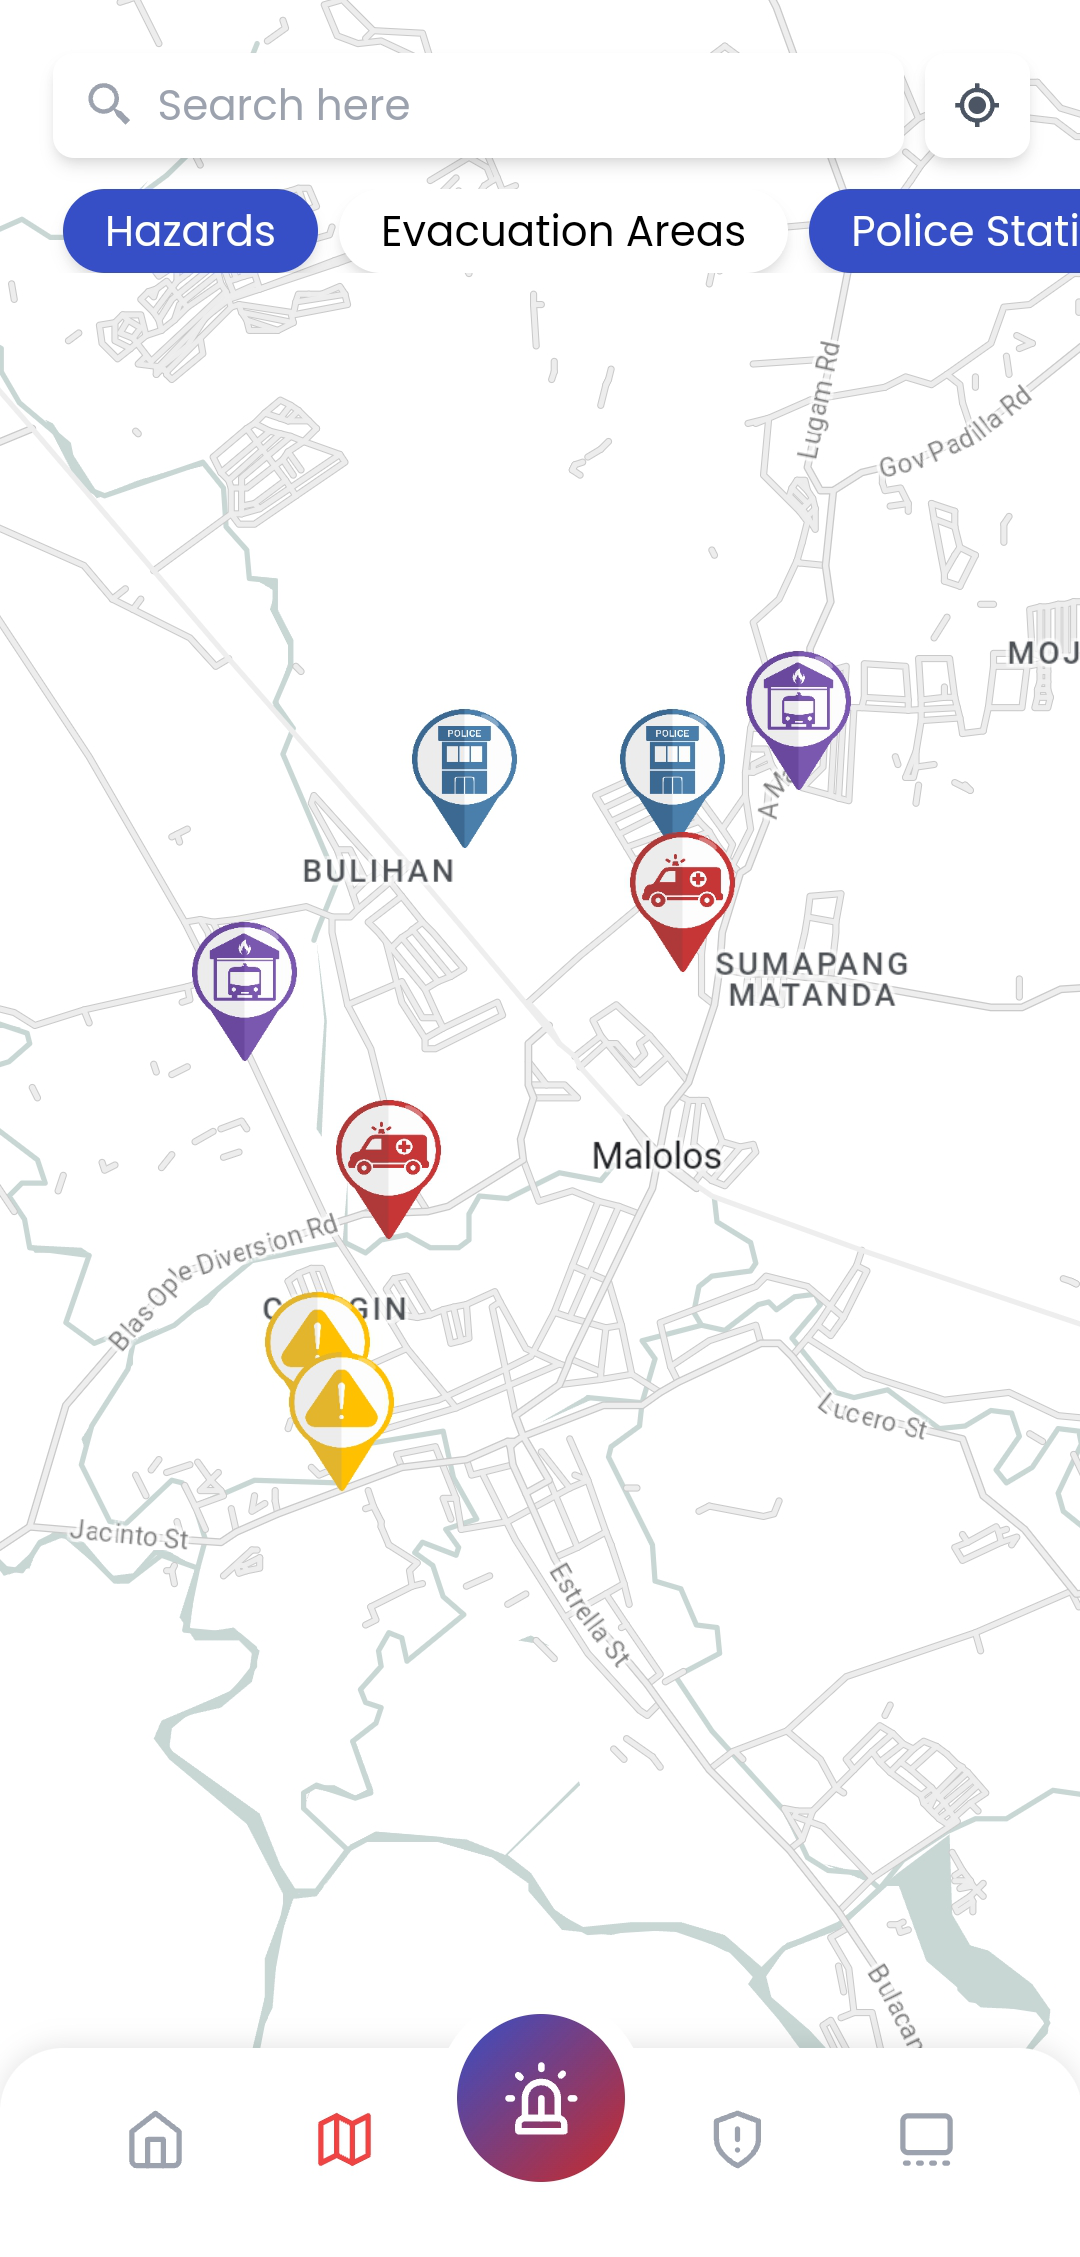 Search here
Hazards
Evacuation Areas
Police Stati
Lugam Rd
Gov Padilla Rd
MOJ
POLICE
POLICE
A Ma
BULIHAN
SUMAPANG
MATANDA
Malolos
Blas Ople Diversion Rd
GIN
Lucero St
Jacinto St
Estrella St
Bulacan